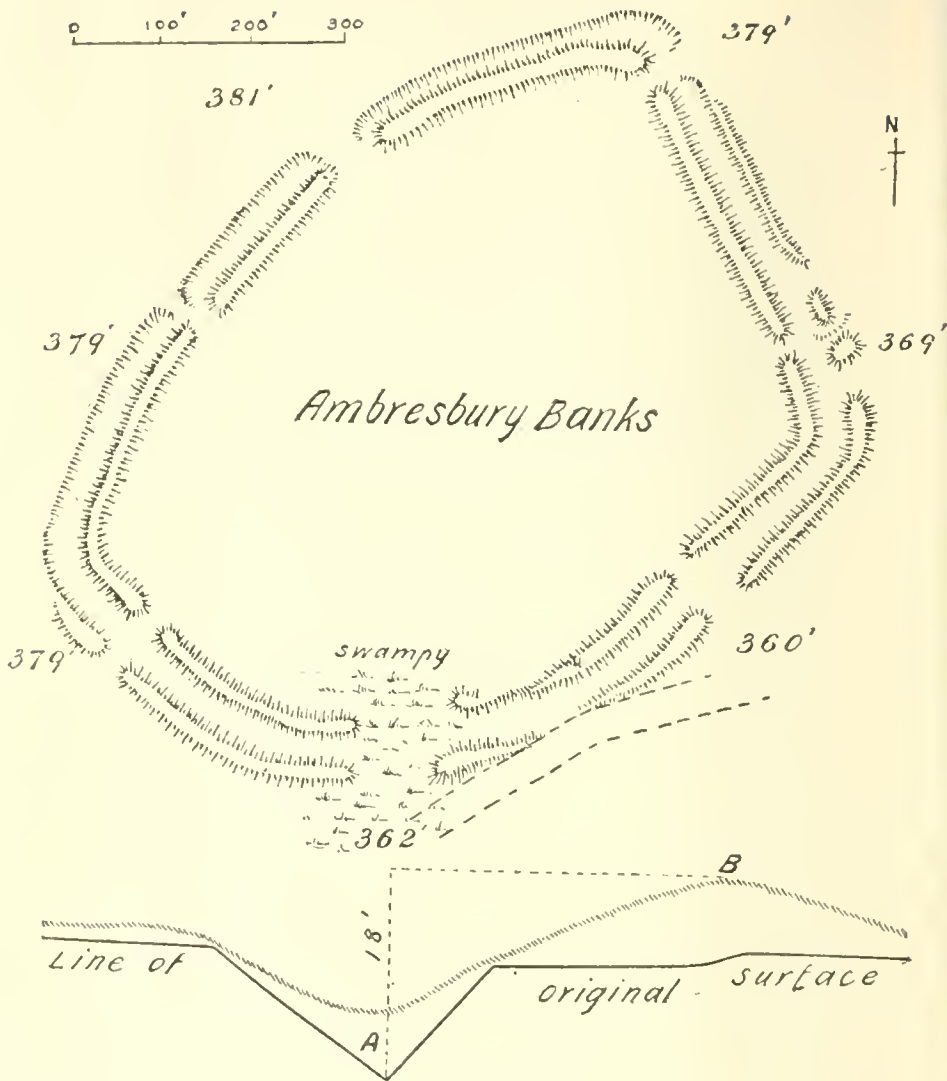 0 100' 200' 300
379'
381'
N
379'
369'
Ambresbury Banks
swampy
379'
360'
362'
B
18'
Line of original surface
A